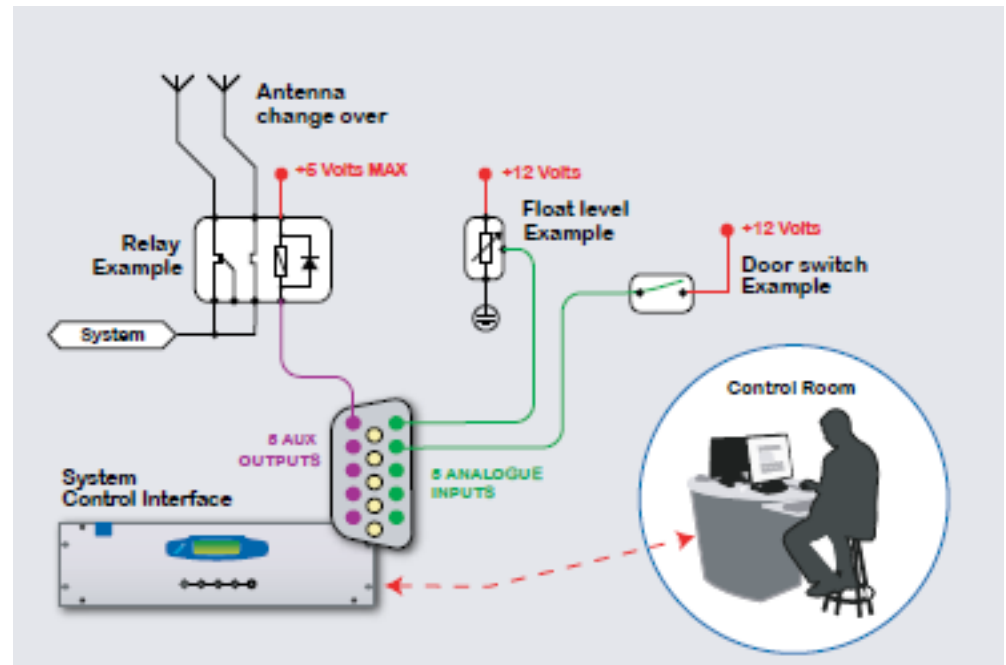 Antenna
change over
+5 Volts MAX
+12 Volts
Float level
Example
+12 Volts
Relay
Example
Door switch
Example
System
Control Room
5 AUX
OUTPUTS
5 ANALOGUE
INPUTS
System
Control Interface